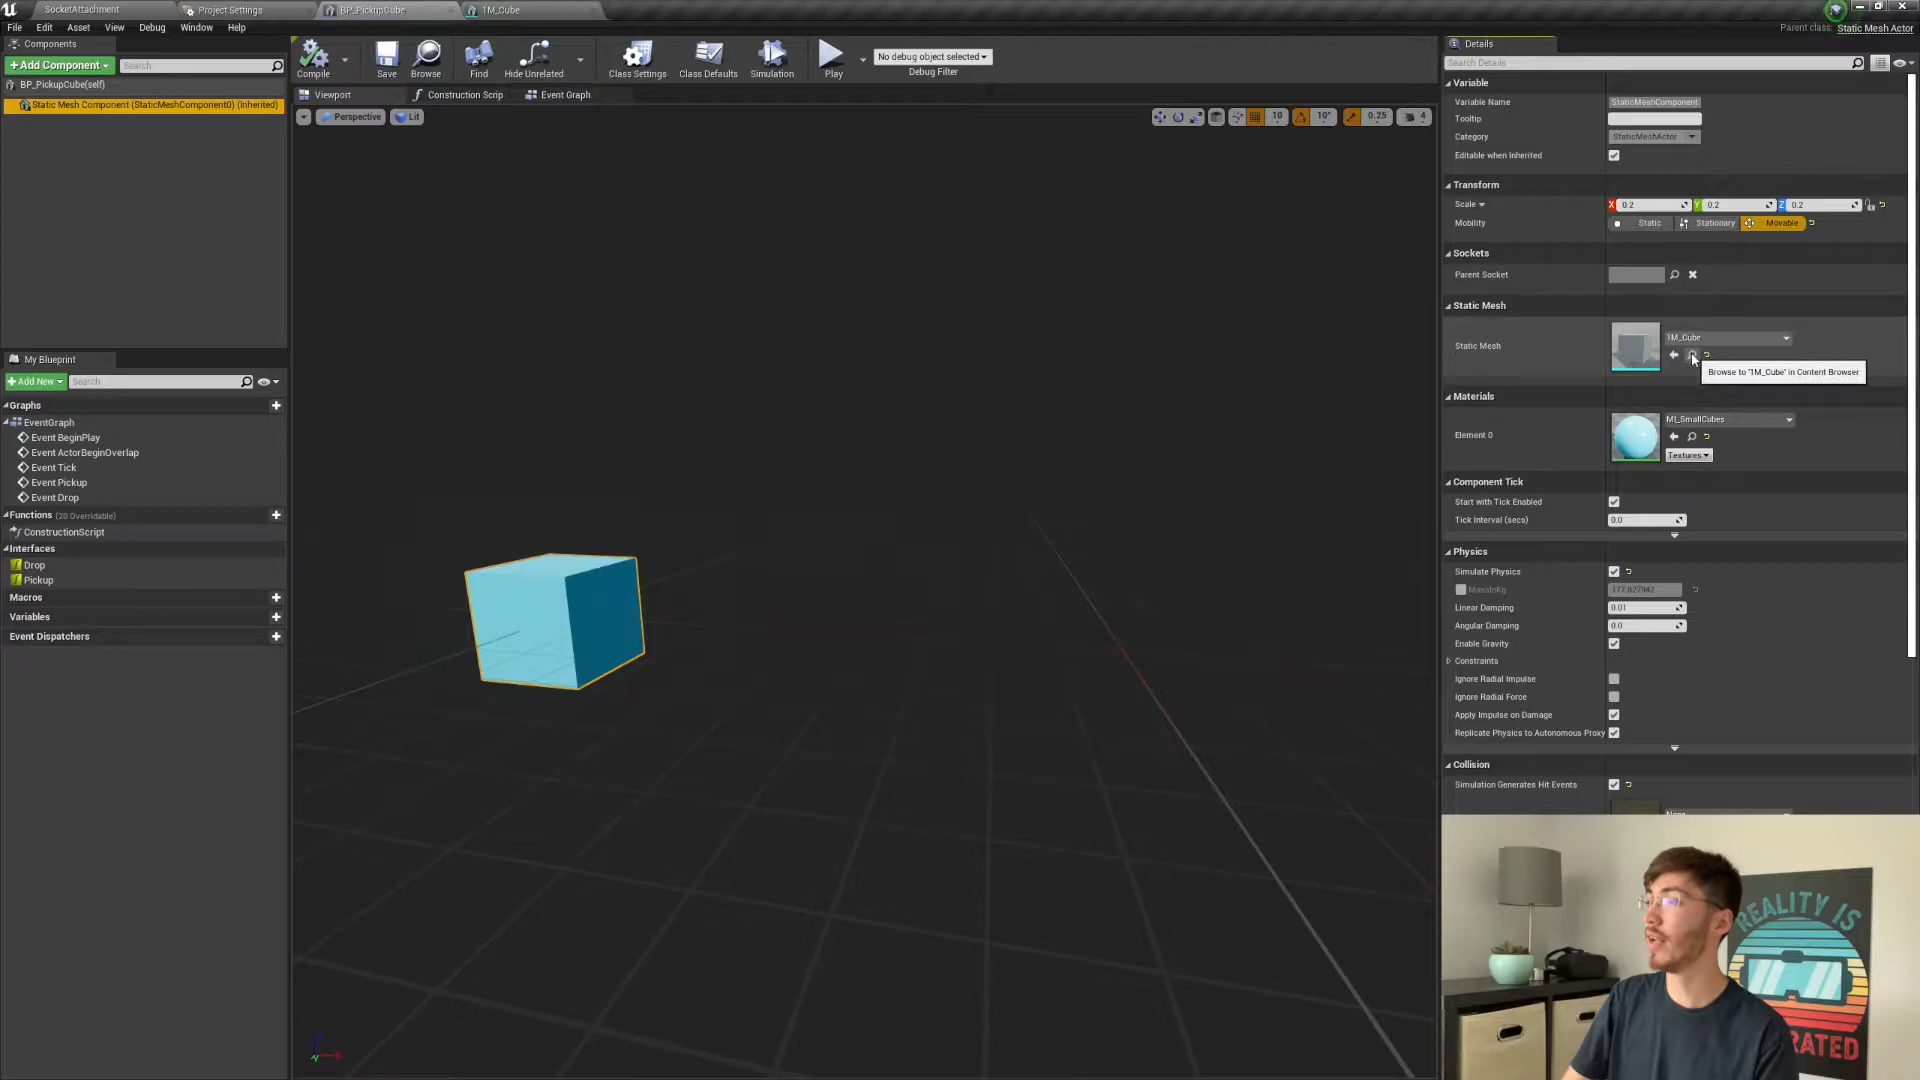 SocketAttachment
Project Settings
BP_PickupCube
1M_Cube
File
Edit
Asset
View
Debug
Window
Help
Parent class: Static Mesh Actor
Components
+Add Component
Search
BP_PickupCube(self)
Static Mesh Component (StaticMeshComponent0) (Inherited)
Compile
Save
Browse
Find
Hide Unrelated
Class Settings
Class Defaults
Simulation
Play
No debug object selected
Debug Filter
Viewport
Construction Scrip
Event Graph
Perspective
Lit
10
10°
0.25
4
My Blueprint
+Add New
Search
Graphs
EventGraph
Event BeginPlay
Event ActorBeginOverlap
Event Tick
Event Pickup
Event Drop
Functions (20 Overridable)
ConstructionScript
Interfaces
Drop
Pickup
Macros
Variables
Event Dispatchers
Details
Search Details
Variable
Variable Name
StaticMeshComponent
Tooltip
Category
StaticMeshActor
Editable when Inherited
Transform
Scale
X 0.2
Y 0.2
Z 0.2
Mobility
Static
Stationary
Movable
Sockets
Parent Socket
Static Mesh
Static Mesh
1M_Cube
Browse to '1M_Cube' in Content Browser
Materials
Element 0
MI_SmallCubes
Textures
Component Tick
Start with Tick Enabled
Tick Interval (secs)
0.0
Physics
Simulate Physics
MassInKg
177.827942
Linear Damping
0.01
Angular Damping
0.0
Enable Gravity
Constraints
Ignore Radial Impulse
Ignore Radial Force
Apply Impulse on Damage
Replicate Physics to Autonomous Proxy
Collision
Simulation Generates Hit Events
None
REALITY IS
RATED